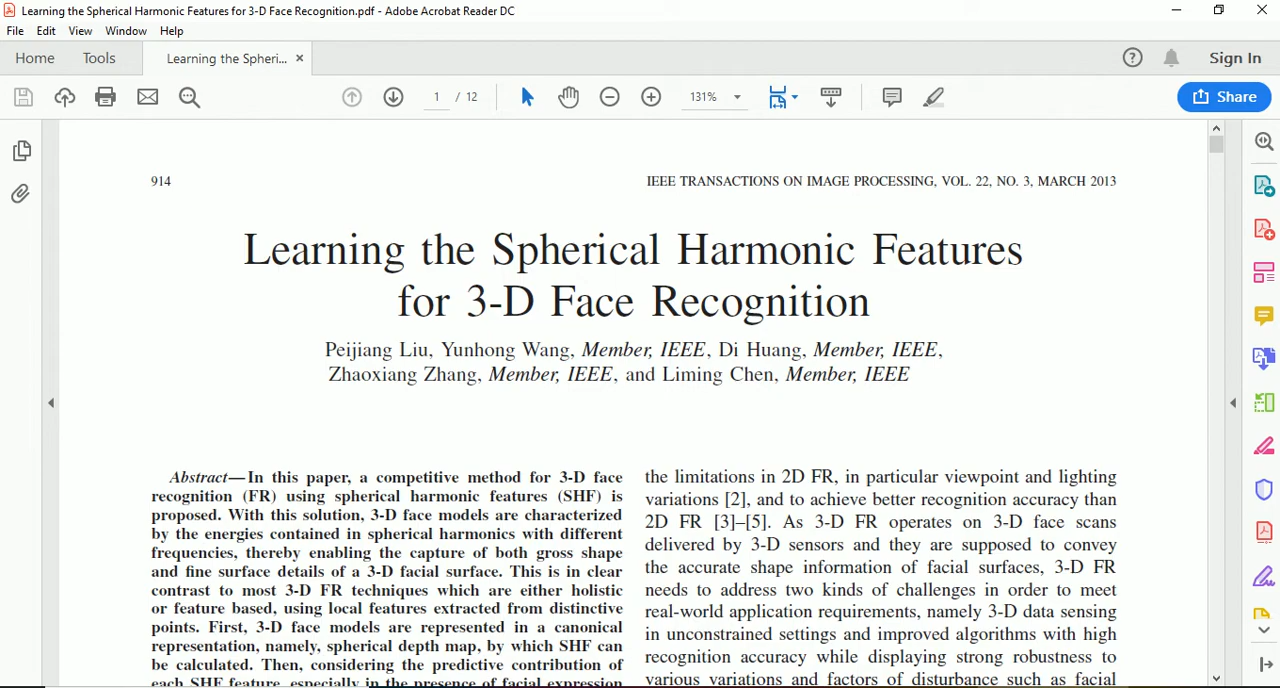 Learning the Spherical Harmonic Features for 3-D Face Recognition.pdf - Adobe Acrobat Reader DC
File Edit View Window Help
Home Tools Learning the Spheri... × Sign In
1 / 12 131% Share
914 IEEE TRANSACTIONS ON IMAGE PROCESSING, VOL. 22, NO. 3, MARCH 2013
Learning the Spherical Harmonic Features
for 3-D Face Recognition
Peijiang Liu, Yunhong Wang, Member, IEEE, Di Huang, Member, IEEE,
Zhaoxiang Zhang, Member, IEEE, and Liming Chen, Member, IEEE
Abstract—In this paper, a competitive method for 3-D face
recognition (FR) using spherical harmonic features (SHF) is
proposed. With this solution, 3-D face models are characterized
by the energies contained in spherical harmonics with different
frequencies, thereby enabling the capture of both gross shape
and fine surface details of a 3-D facial surface. This is in clear
contrast to most 3-D FR techniques which are either holistic
or feature based, using local features extracted from distinctive
points. First, 3-D face models are represented in a canonical
representation, namely, spherical depth map, by which SHF can
be calculated. Then, considering the predictive contribution of
each SHF feature, especially in the presence of facial expression
the limitations in 2D FR, in particular viewpoint and lighting
variations [2], and to achieve better recognition accuracy than
2D FR [3]–[5]. As 3-D FR operates on 3-D face scans
delivered by 3-D sensors and they are supposed to convey
the accurate shape information of facial surfaces, 3-D FR
needs to address two kinds of challenges in order to meet
real-world application requirements, namely 3-D data sensing
in unconstrained settings and improved algorithms with high
recognition accuracy while displaying strong robustness to
various variations and factors of disturbance such as facial